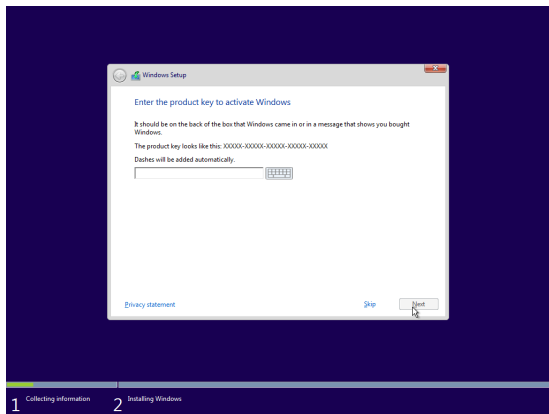 Windows Setup
Enter the product key to activate Windows
It should be on the back of the box that Windows came in or in a message that shows you bought
Windows.
The product key looks like this: XXXXX-XXXXX-XXXXX-XXXXX-XXXXX
Dashes will be added automatically.
Privacy statement
Skip
Next
1 Collecting information
2 Installing Windows